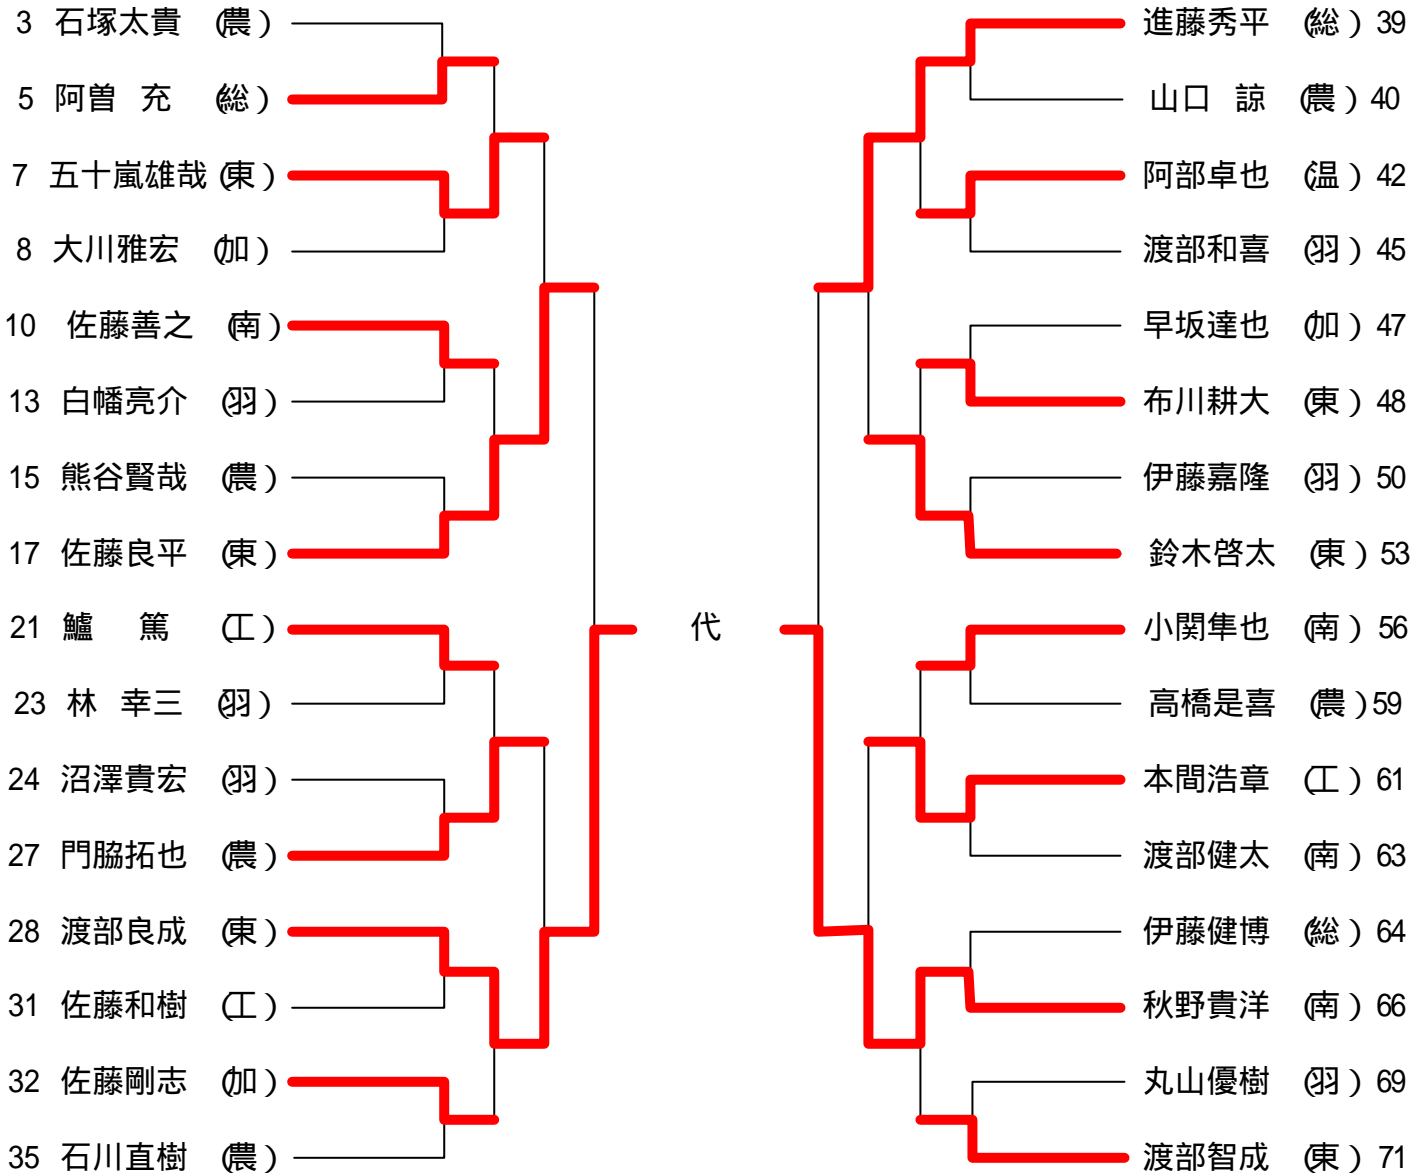 3 石塚太貴 (農)
5 阿曽 充 (総)
7 五十嵐雄哉 (東)
8 大川雅宏 (加)
10 佐藤善之 (南)
13 白幡亮介 (羽)
15 熊谷賢哉 (農)
17 佐藤良平 (東)
21 鱸 篤 (工)
23 林 幸三 (羽)
24 沼澤貴宏 (羽)
27 門脇拓也 (農)
28 渡部良成 (東)
31 佐藤和樹 (工)
32 佐藤剛志 (加)
35 石川直樹 (農)
代
進藤秀平 (総) 39
山口 諒 (農) 40
阿部卓也 (温) 42
渡部和喜 (羽) 45
早坂達也 (加) 47
布川耕大 (東) 48
伊藤嘉隆 (羽) 50
鈴木啓太 (東) 53
小関隼也 (南) 56
高橋是喜 (農) 59
本間浩章 (工) 61
渡部健太 (南) 63
伊藤健博 (総) 64
秋野貴洋 (南) 66
丸山優樹 (羽) 69
渡部智成 (東) 71